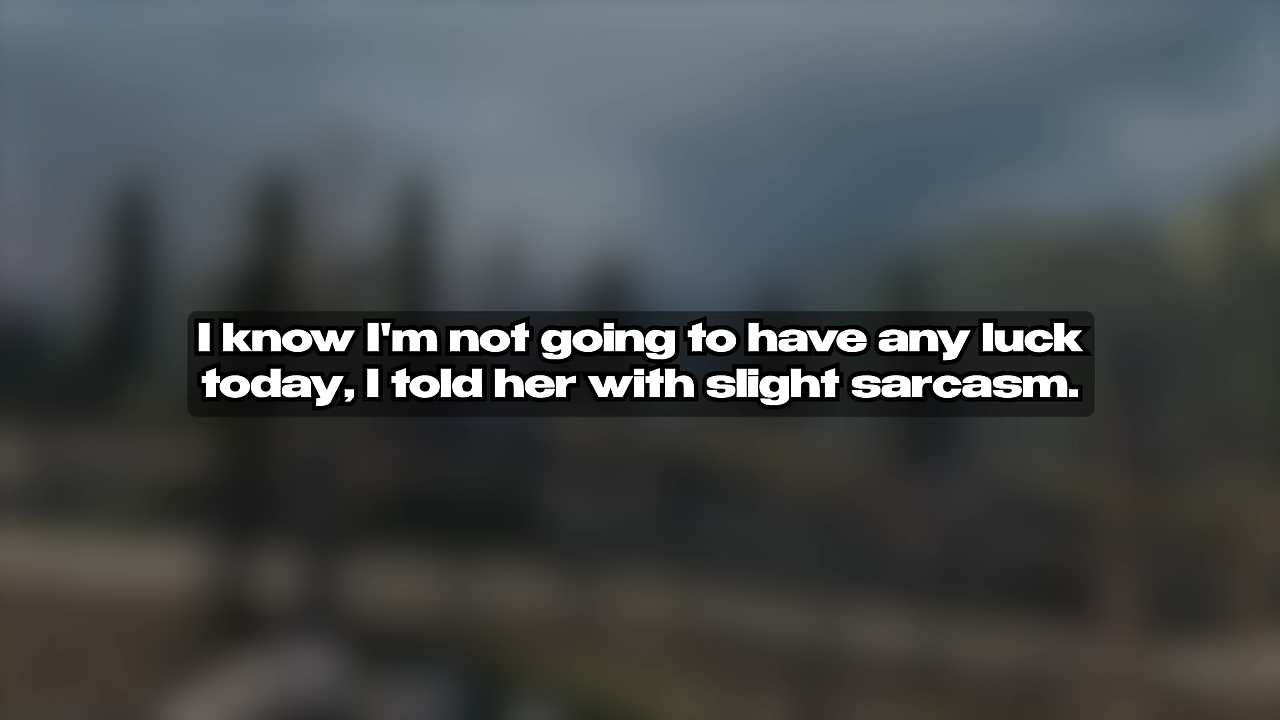 I know I'm not going to have any luck
today, I told her with slight sarcasm.